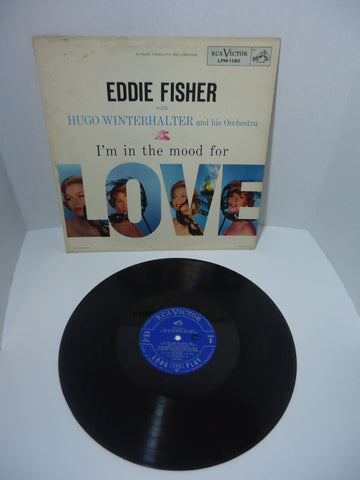 A HIGH FIDELITY RECORDING
RCA VICTOR
LPM-1180
EDDIE FISHER
with
HUGO WINTERHALTER and his Orchestra
I'm in the mood for
LOVE
RCA VICTOR
LONG PLAY